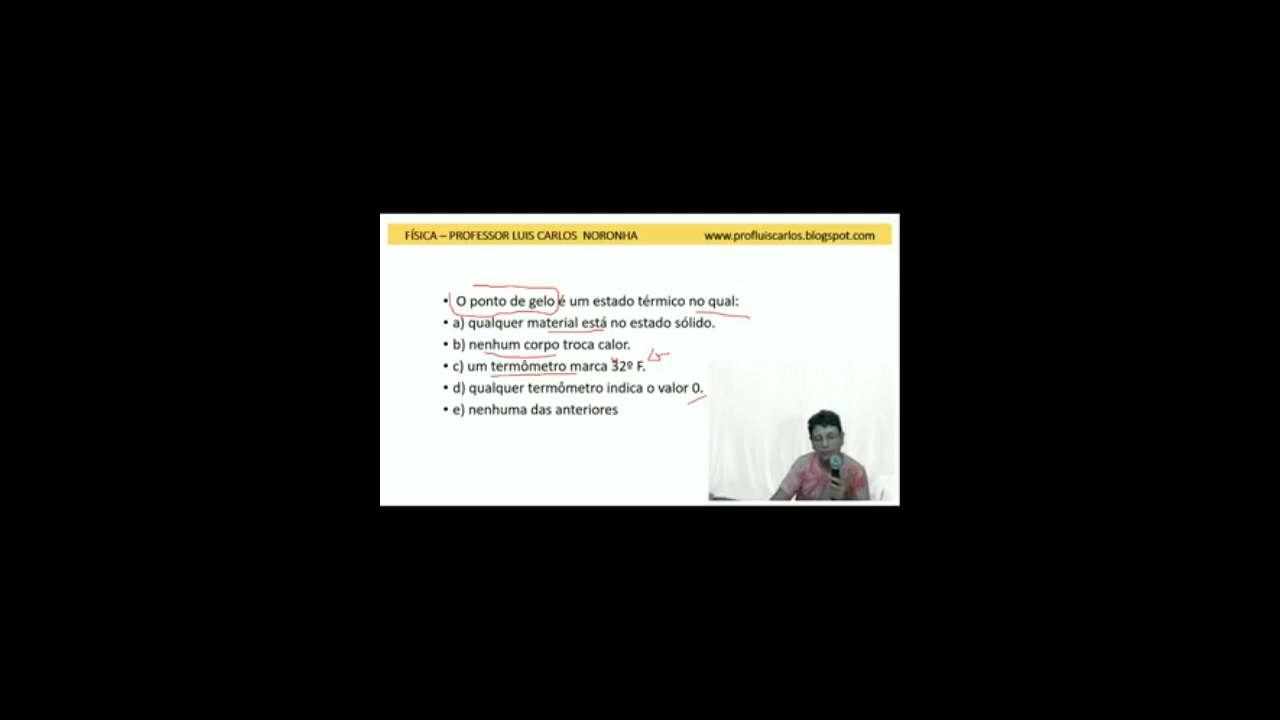 FÍSICA – PROFESSOR LUIS CARLOS NORONHA www.profluiscarlos.blogspot.com
• O ponto de gelo é um estado térmico no qual:
• a) qualquer material está no estado sólido.
• b) nenhum corpo troca calor.
• c) um termômetro marca 32º F.
• d) qualquer termômetro indica o valor 0.
• e) nenhuma das anteriores